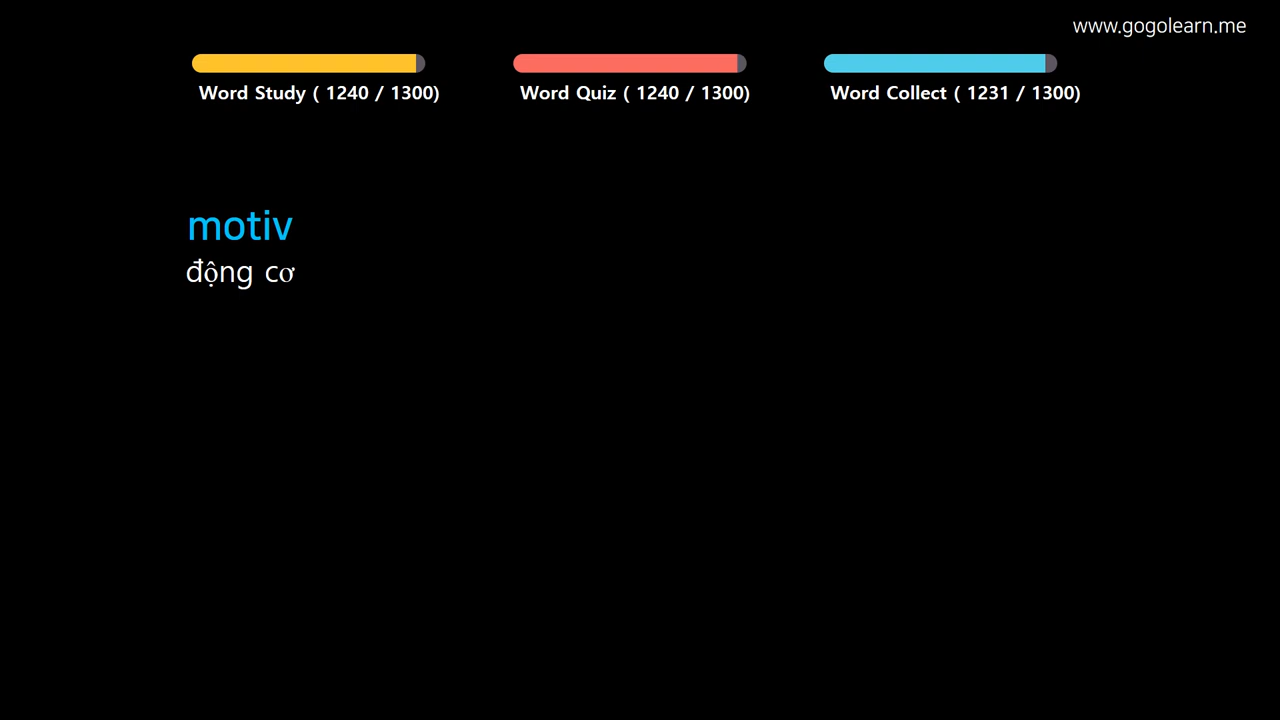 www.gogolearn.me
Word Study ( 1240 / 1300)
Word Quiz ( 1240 / 1300)
Word Collect ( 1231 / 1300)
motiv
động cơ